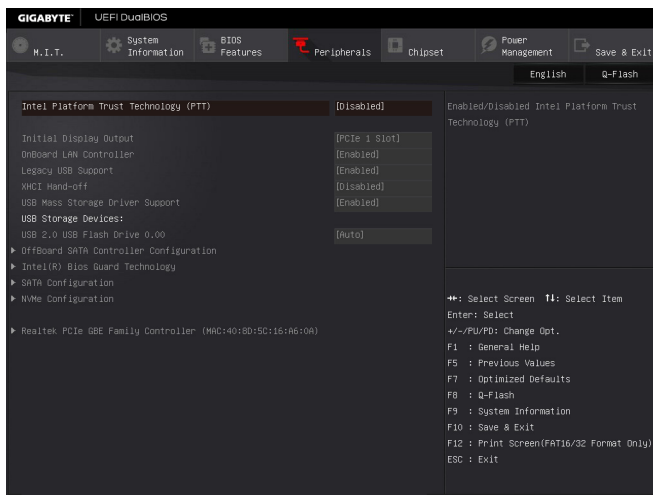 GIGABYTE™ UEFI DualBIOS
M.I.T. System Information BIOS Features Peripherals Chipset Power Management Save & Exit
English Q-Flash
Intel Platform Trust Technology (PTT) [Disabled]
Enabled/Disabled Intel Platform Trust
Technology (PTT)
Initial Display Output [PCIe 1 Slot]
OnBoard LAN Controller [Enabled]
Legacy USB Support [Enabled]
XHCI Hand-off [Disabled]
USB Mass Storage Driver Support [Enabled]
USB Storage Devices:
USB 2.0 USB Flash Drive 0.00 [Auto]
OffBoard SATA Controller Configuration
Intel(R) Bios Guard Technology
SATA Configuration
NVMe Configuration
Realtek PCIe GBE Family Controller (MAC:40:8D:5C:16:A6:0A)
→←: Select Screen ↑↓: Select Item
Enter: Select
+/-/PU/PD: Change Opt.
F1 : General Help
F5 : Previous Values
F7 : Optimized Defaults
F8 : Q-Flash
F9 : System Information
F10 : Save & Exit
F12 : Print Screen(FAT16/32 Format Only)
ESC : Exit